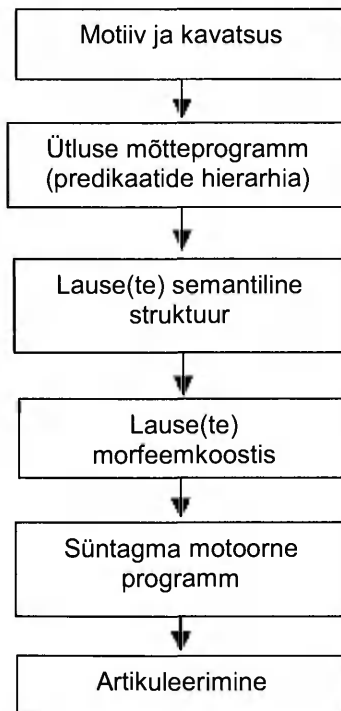 Motiiv ja kavatsus
Ütluse mõtteprogramm
(predikaatide hierarhia)
Lause(te) semantiline
struktuur
Lause(te)
morfeemkoostis
Süntagma motoorne
programm
Artikuleerimine